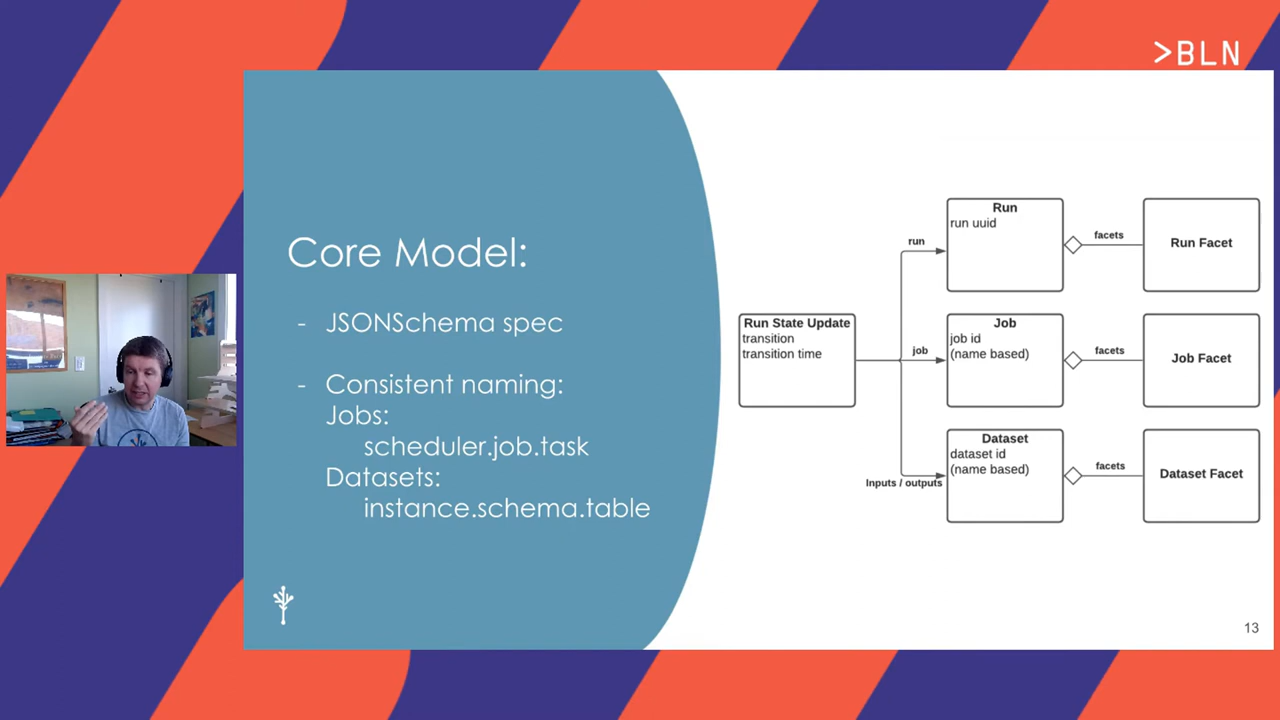 >BLN
Core Model:
- JSONSchema spec
- Consistent naming:
Jobs:
scheduler.job.task
Datasets:
instance.schema.table
Run State Update
transition
transition time
run
job
Inputs / outputs
Run
run uuid
facets
Run Facet
Job
job id
(name based)
facets
Job Facet
Dataset
dataset id
(name based)
facets
Dataset Facet
13